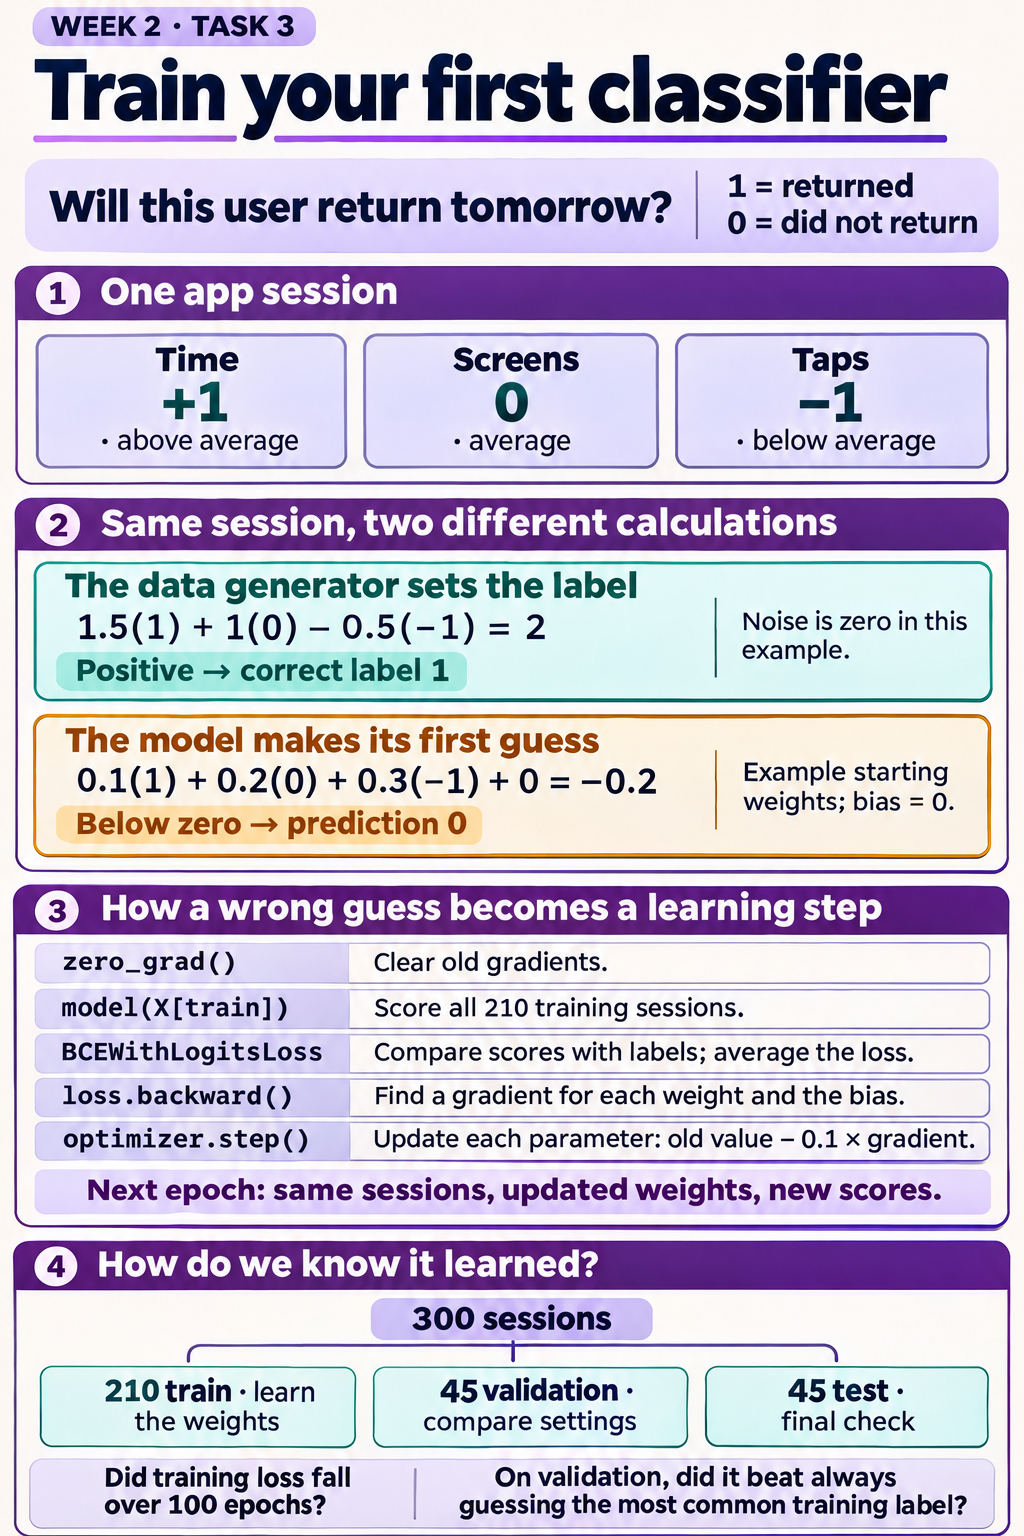 WEEK 2 · TASK 3
Train your first classifier
Will this user return tomorrow?
1 = returned
0 = did not return
1 One app session
Time
+1
· above average
Screens
0
· average
Taps
−1
· below average
2 Same session, two different calculations
The data generator sets the label
1.5(1) + 1(0) − 0.5(−1) = 2
Positive → correct label 1
Noise is zero in this
example.
The model makes its first guess
0.1(1) + 0.2(0) + 0.3(−1) + 0 = −0.2
Below zero → prediction 0
Example starting
weights; bias = 0.
3 How a wrong guess becomes a learning step
zero_grad() Clear old gradients.
model(X[train]) Score all 210 training sessions.
BCEWithLogitsLoss Compare scores with labels; average the loss.
loss.backward() Find a gradient for each weight and the bias.
optimizer.step() Update each parameter: old value − 0.1 × gradient.
Next epoch: same sessions, updated weights, new scores.
4 How do we know it learned?
300 sessions
210 train · learn
the weights
45 validation ·
compare settings
45 test ·
final check
Did training loss fall
over 100 epochs?
On validation, did it beat always
guessing the most common training label?